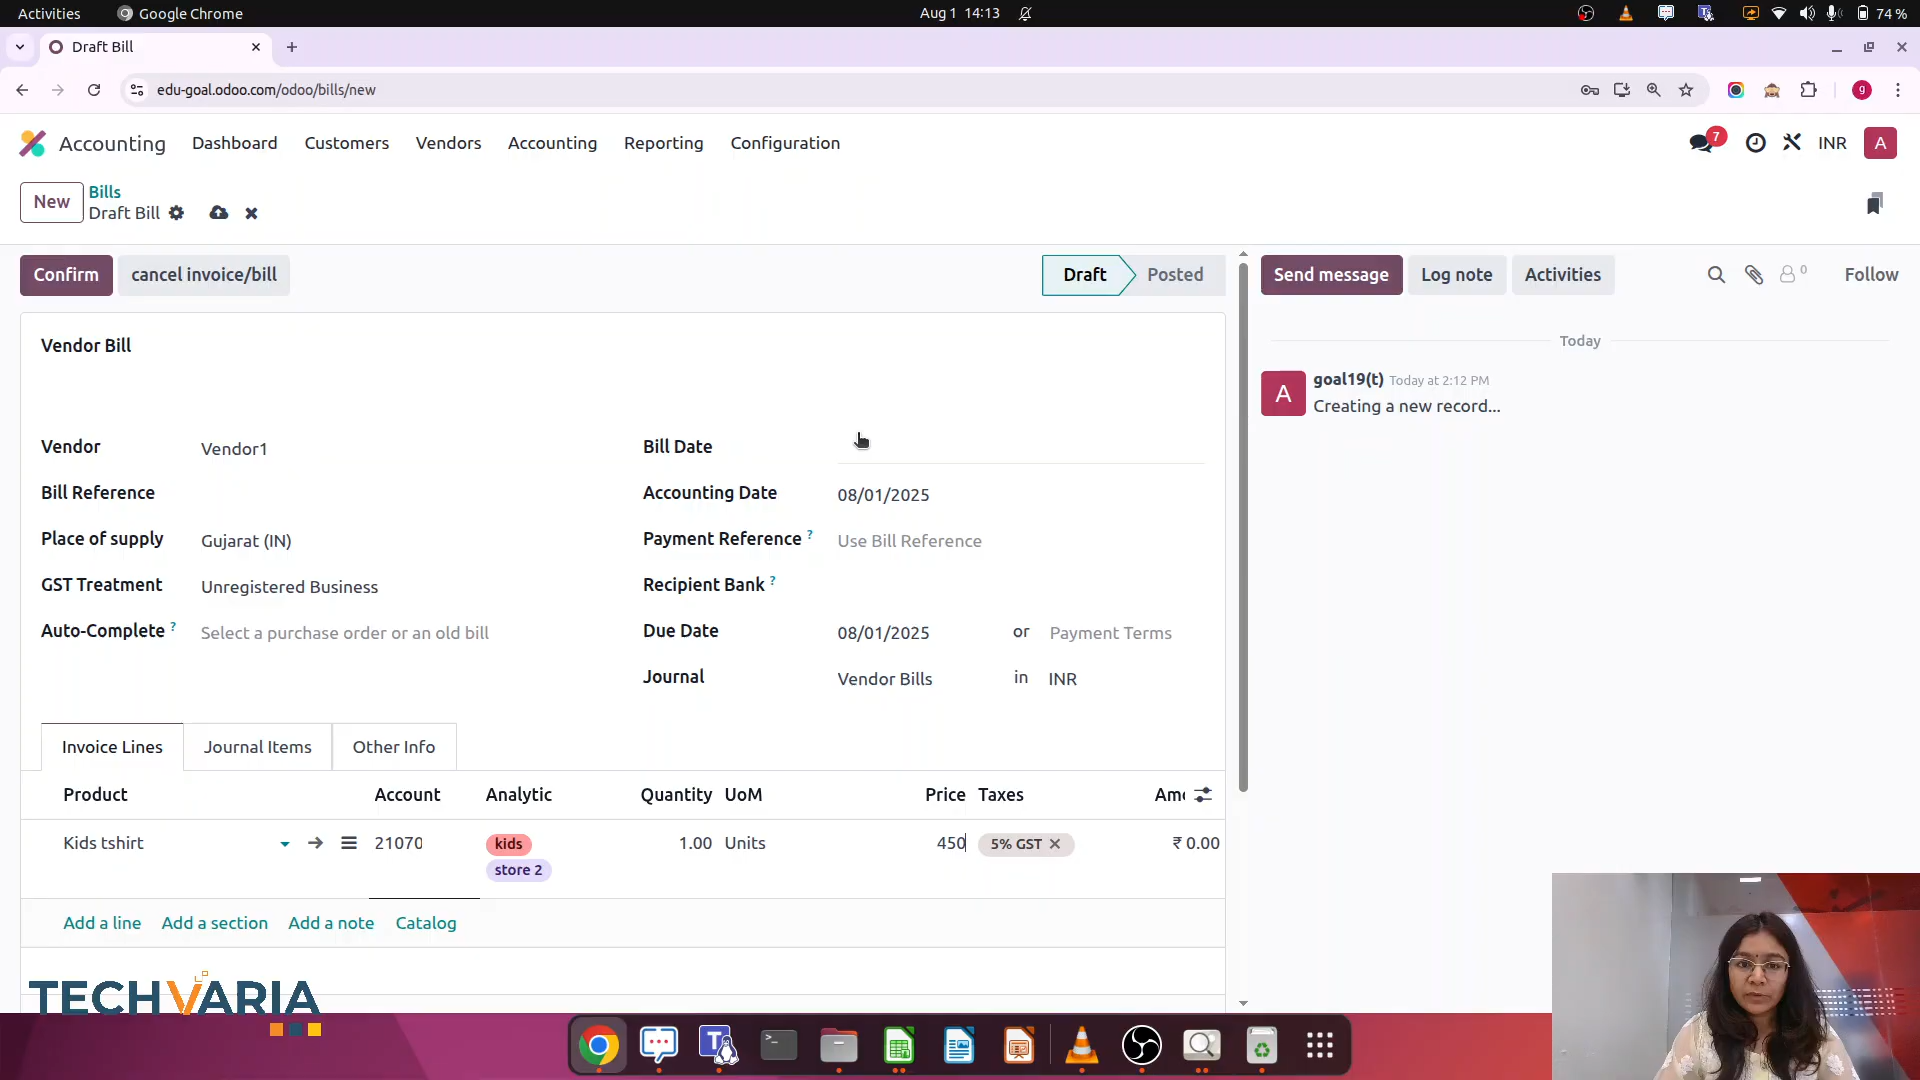 Activities Google Chrome Aug 1 14:13 74 %
Draft Bill
edu-goal.odoo.com/odoo/bills/new g
Accounting Dashboard Customers Vendors Accounting Reporting Configuration 7 INR A
New Bills
Draft Bill
Confirm cancel invoice/bill Draft Posted Send message Log note Activities 0 Follow
Vendor Bill
Today
goal19(t) Today at 2:12 PM
A Creating a new record...
Vendor Vendor1 Bill Date
Bill Reference Accounting Date 08/01/2025
Place of supply Gujarat (IN) Payment Reference ? Use Bill Reference
GST Treatment Unregistered Business Recipient Bank ?
Auto-Complete ? Select a purchase order or an old bill Due Date 08/01/2025 or Payment Terms
Journal Vendor Bills in INR
Invoice Lines Journal Items Other Info
Product Account Analytic Quantity UoM Price Taxes Am
Kids tshirt 21070 kids 1.00 Units 450 5% GST ₹ 0.00
store 2
Add a line Add a section Add a note Catalog
TECHVARIA